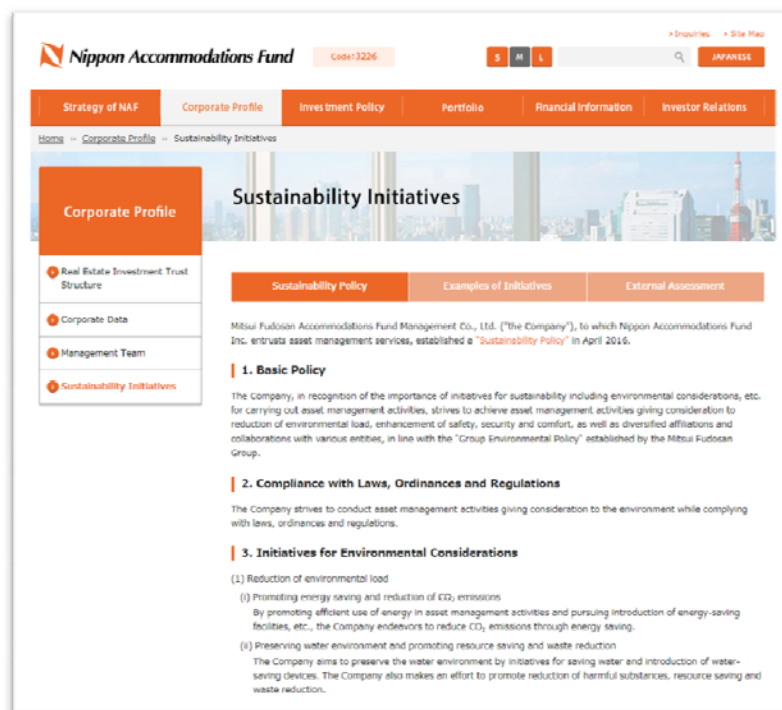 > Inquiries > Site Map
Nippon Accommodations Fund
Code:3226
S M L
JAPANESE
Strategy of NAF
Corporate Profile
Investment Policy
Portfolio
Financial Information
Investor Relations
Home -- Corporate Profile -- Sustainability Initiatives
Corporate Profile
Real Estate Investment Trust
Structure
Corporate Data
Management Team
Sustainability Initiatives
Sustainability Initiatives
Sustainability Policy
Examples of Initiatives
External Assessment
Mitsui Fudosan Accommodations Fund Management Co., Ltd. ("the Company"), to which Nippon Accommodations Fund
Inc. entrusts asset management services, established a "Sustainability Policy" in April 2016.
1. Basic Policy
The Company, in recognition of the importance of initiatives for sustainability including environmental considerations, etc.
for carrying out asset management activities, strives to achieve asset management activities giving consideration to
reduction of environmental load, enhancement of safety, security and comfort, as well as diversified affiliations and
collaborations with various entities, in line with the "Group Environmental Policy" established by the Mitsui Fudosan
Group.
2. Compliance with Laws, Ordinances and Regulations
The Company strives to conduct asset management activities giving consideration to the environment while complying
with laws, ordinances and regulations.
3. Initiatives for Environmental Considerations
(1) Reduction of environmental load
(i) Promoting energy saving and reduction of CO₂ emissions
By promoting efficient use of energy in asset management activities and pursuing introduction of energy-saving
facilities, etc., the Company endeavors to reduce CO₂ emissions through energy saving.
(ii) Preserving water environment and promoting resource saving and waste reduction
The Company aims to preserve the water environment by initiatives for saving water and introduction of water-
saving devices. The Company also makes an effort to promote reduction of harmful substances, resource saving and
waste reduction.